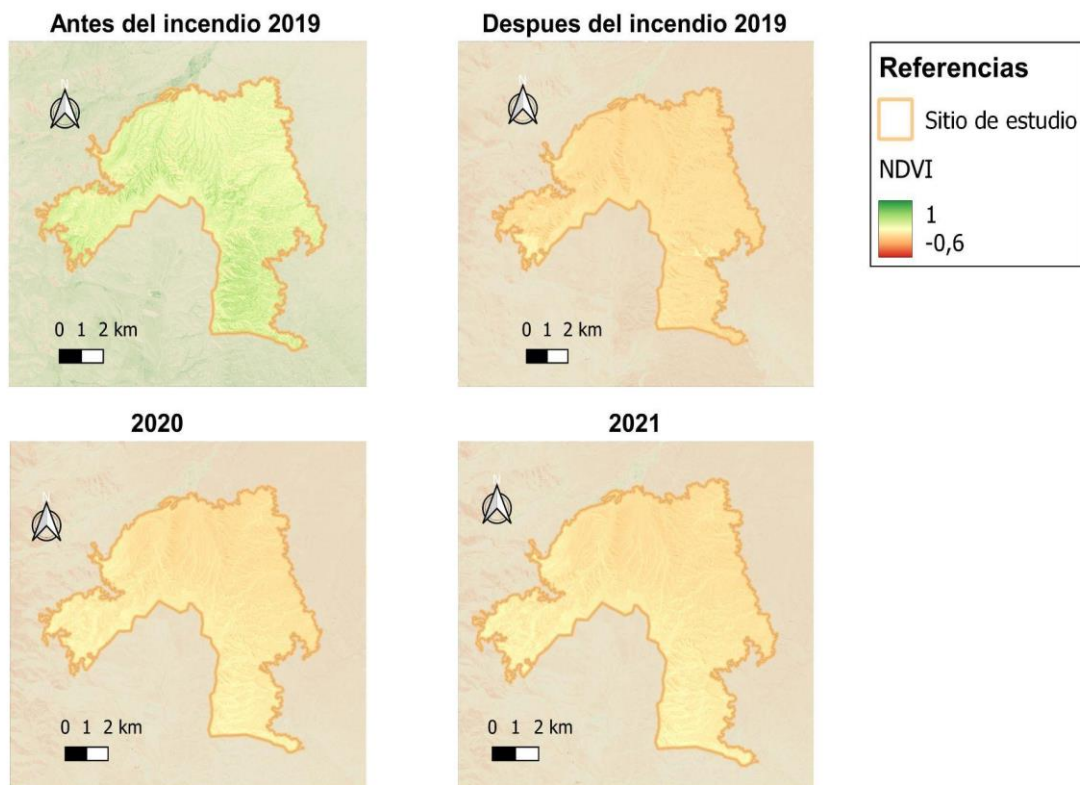 Antes del incendio 2019
N
0 1 2 km
Despues del incendio 2019
N
0 1 2 km
Referencias
Sitio de estudio
NDVI
1
-0,6
2020
N
0 1 2 km
2021
N
0 1 2 km